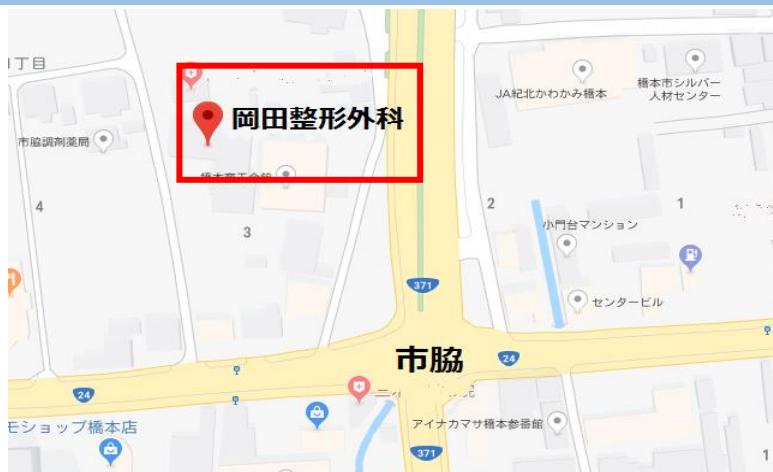 1丁目
岡田整形外科
JA紀北かわかみ橋本
橋本市シルバー
人材センター
市脇調剤薬局
橋本商工会館
4
3
2
1
小門台マンション
371
センタービル
市脇
24
24
モショップ橋本店
アイナカマサ橋本参番館
371
1